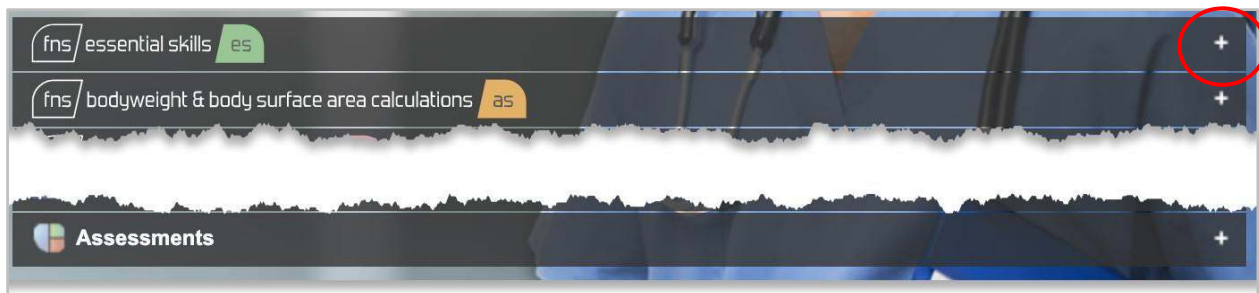 fns essential skills es +
fns bodyweight & body surface area calculations as +
Assessments +